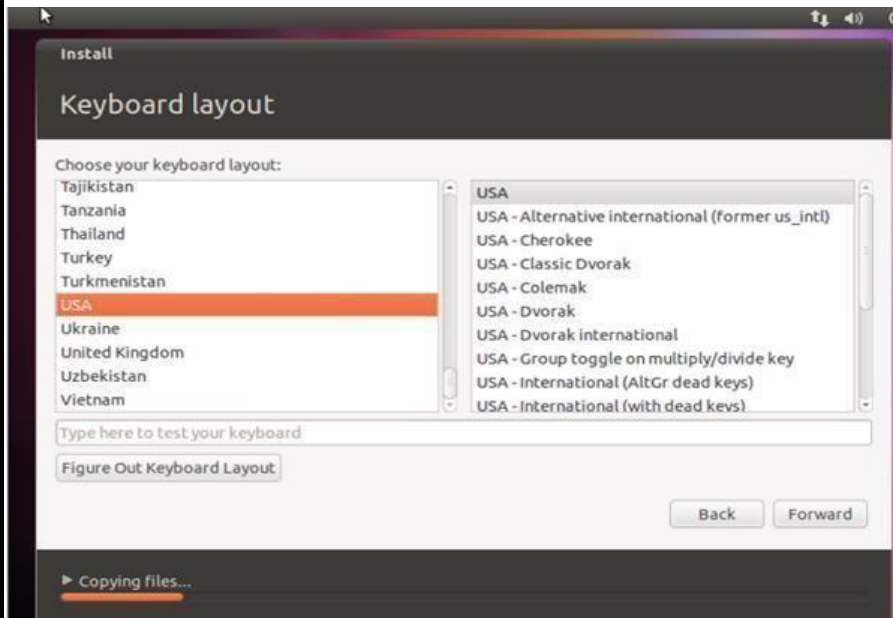 Install
Keyboard layout
Choose your keyboard layout:
Tajikistan
Tanzania
Thailand
Turkey
Turkmenistan
USA
Ukraine
United Kingdom
Uzbekistan
Vietnam
USA
USA - Alternative international (former us_intl)
USA - Cherokee
USA - Classic Dvorak
USA - Colemak
USA - Dvorak
USA - Dvorak international
USA - Group toggle on multiply/divide key
USA - International (AltGr dead keys)
USA - International (with dead keys)
Type here to test your keyboard
Figure Out Keyboard Layout
Back
Forward
Copying files...